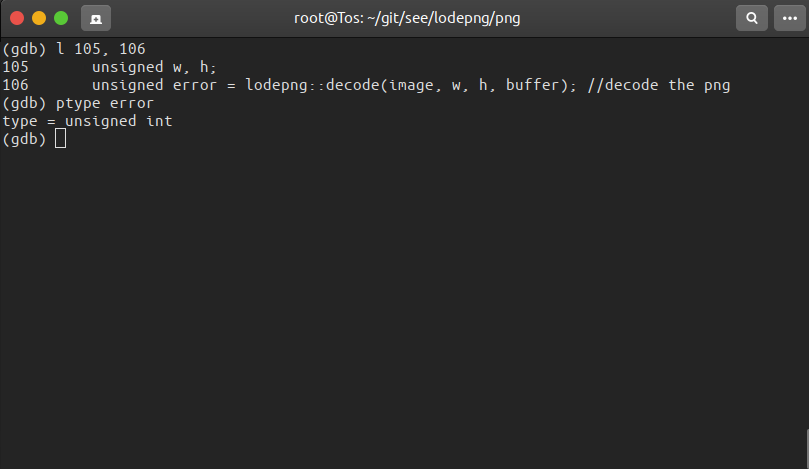 root@Tos: ~/git/see/lodepng/png
(gdb) l 105, 106
105       unsigned w, h;
106       unsigned error = lodepng::decode(image, w, h, buffer); //decode the png
(gdb) ptype error
type = unsigned int
(gdb)